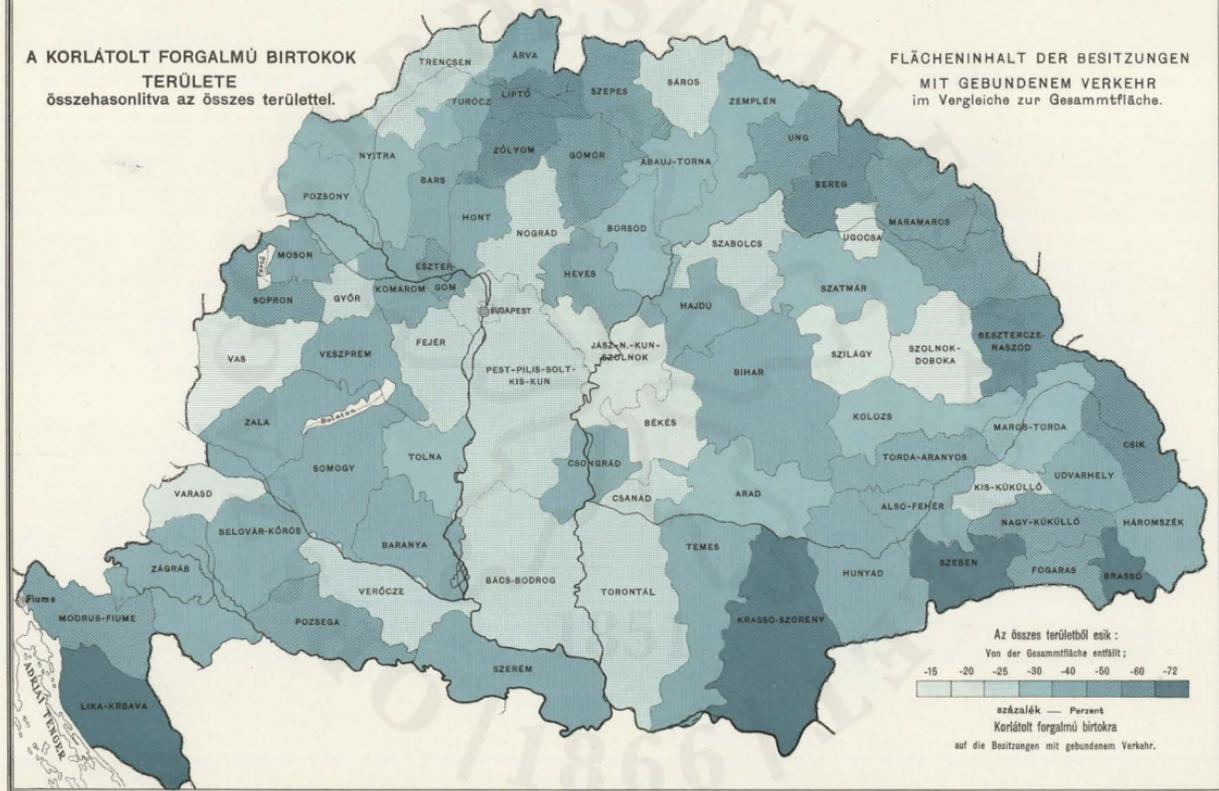 A KORLÁTOLT FORGALMÚ BIRTOKOK
TERÜLETE
összehasonlitva az összes területtel.
FLÄCHENINHALT DER BESITZUNGEN
MIT GEBUNDENEM VERKEHR
im Vergleiche zur Gesammtfläche.
ÁRVA
TRENCSEN
LIPTÓ
TURÓCZ
SZEPES
SÁROS
ZEMPLÉN
UNG
NYITRA
ZÓLYOM
GÖMÖR
ABAUJ-TORNA
BARS
BEREG
POZSONY
HONT
NÓGRÁD
BORSOD
SZABOLCS
UGOCSA
MÁRAMAROS
MOSON
ESZTER-
GOM
HEVES
SOPRON
GYŐR
KOMÁROM
HAJDÚ
SZATMÁR
BUDAPEST
VAS
VESZPRÉM
FEJÉR
JÁSZ-N.-KUN-
SZOLNOK
SZILÁGY
SZOLNOK-
DOBOKA
BESZTERCZE-
NASZÓD
PEST-PILIS-SOLT-
KIS-KUN
BIHAR
ZALA
Balaton
BÉKÉS
KOLOZS
MAROS-TORDA
CSIK
SOMOGY
TOLNA
CSONGRÁD
TORDA-ARANYOS
UDVARHELY
VARASD
CSANÁD
ARAD
KIS-KÜKÜLLŐ
ALSÓ-FEHÉR
NAGY-KÜKÜLLŐ
HÁROMSZÉK
BELOVÁR-KŐRÖS
BARANYA
TEMES
ZÁGRÁB
BÁCS-BODROG
TORONTÁL
HUNYAD
SZEBEN
FOGARAS
BRASSÓ
VERŐCZE
Fiume
MODRUS-FIUME
POZSEGA
KRASSÓ-SZÖRÉNY
SZERÉM
LIKA-KRBAVA
ADRIAI TENGER
Az összes területből esik :
Von der Gesammtfläche entfällt ;
-15 -20 -25 -30 -40 -50 -60 -72
százalék — Perzent
Korlátolt forgalmú birtokra
auf die Besitzungen mit gebundenem Verkehr.
1866